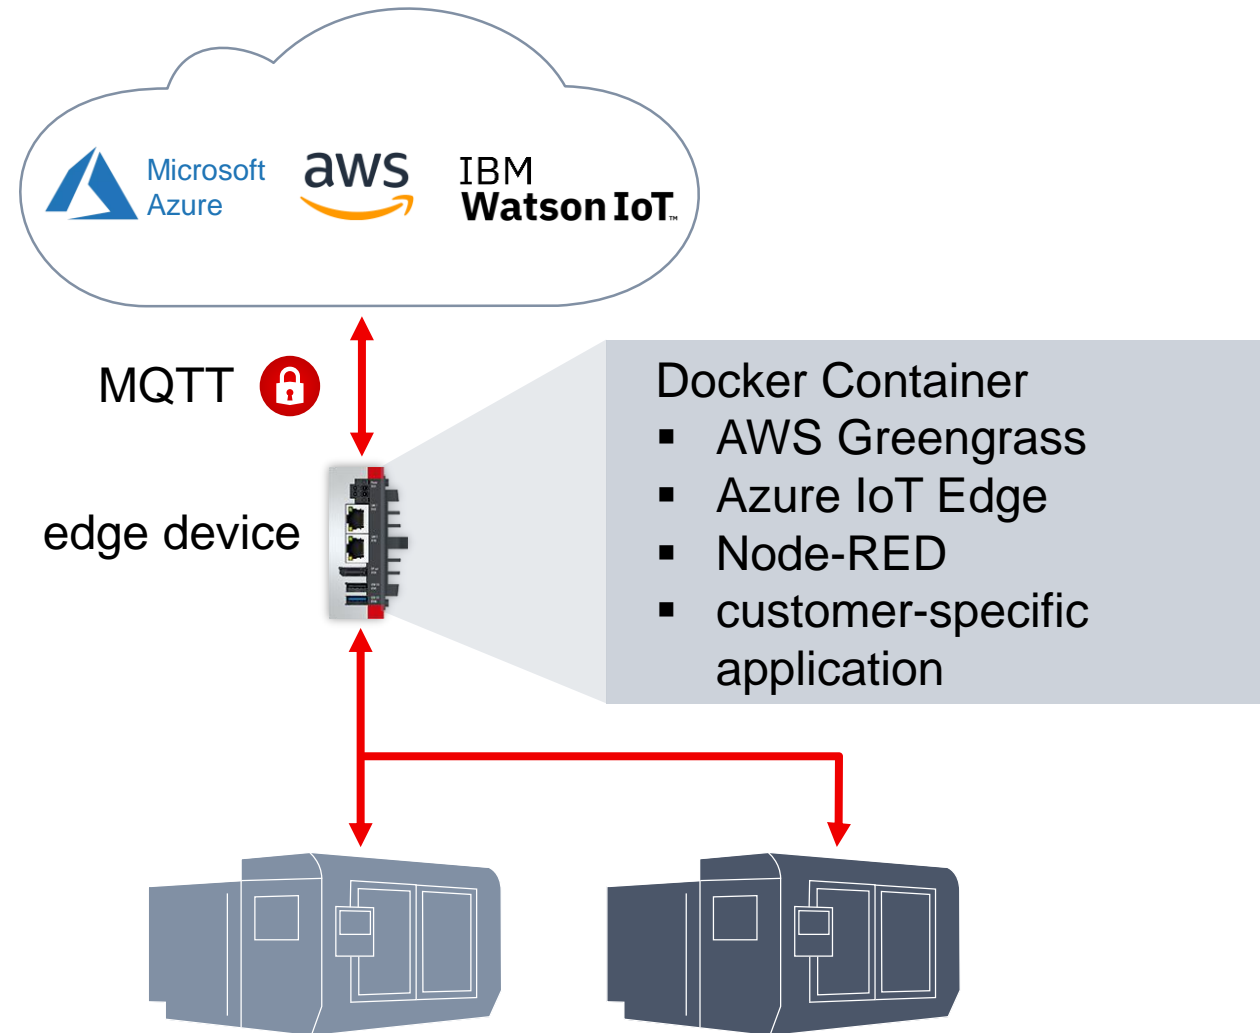 Microsoft
Azure
aws
IBM
Watson IoT™
MQTT
edge device
Docker Container
▪ AWS Greengrass
▪ Azure IoT Edge
▪ Node-RED
▪ customer-specific
application